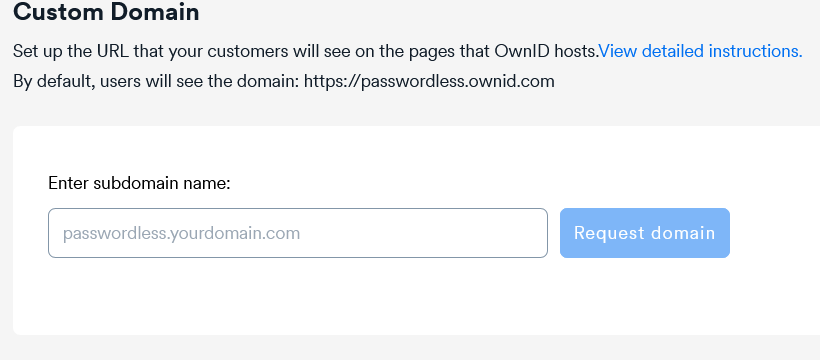 Custom Domain
Set up the URL that your customers will see on the pages that OwnID hosts.View detailed instructions.
By default, users will see the domain: https://passwordless.ownid.com
Enter subdomain name:
passwordless.yourdomain.com
Request domain